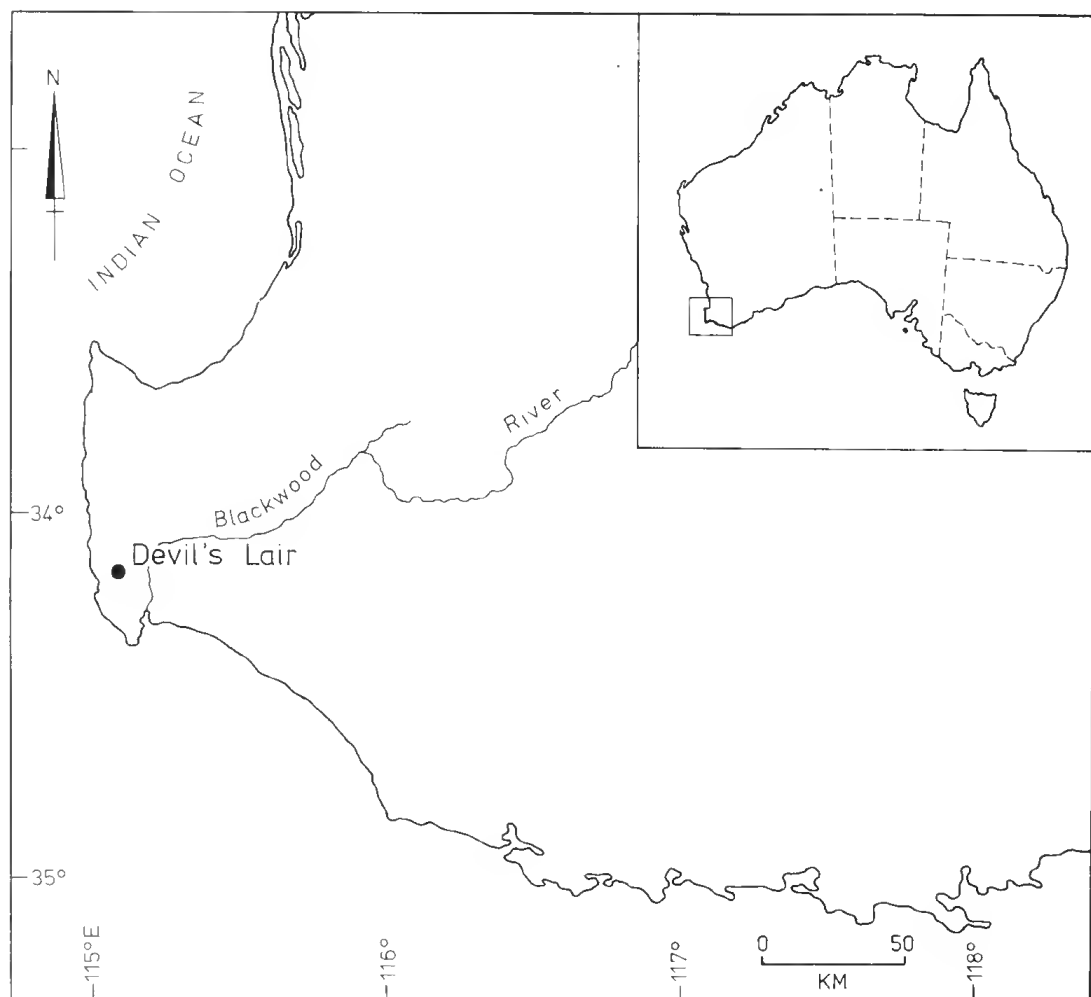 N
INDIAN OCEAN
River
Blackwood
34°
Devil's Lair
35°
115°E
116°
117°
118°
0 50
KM